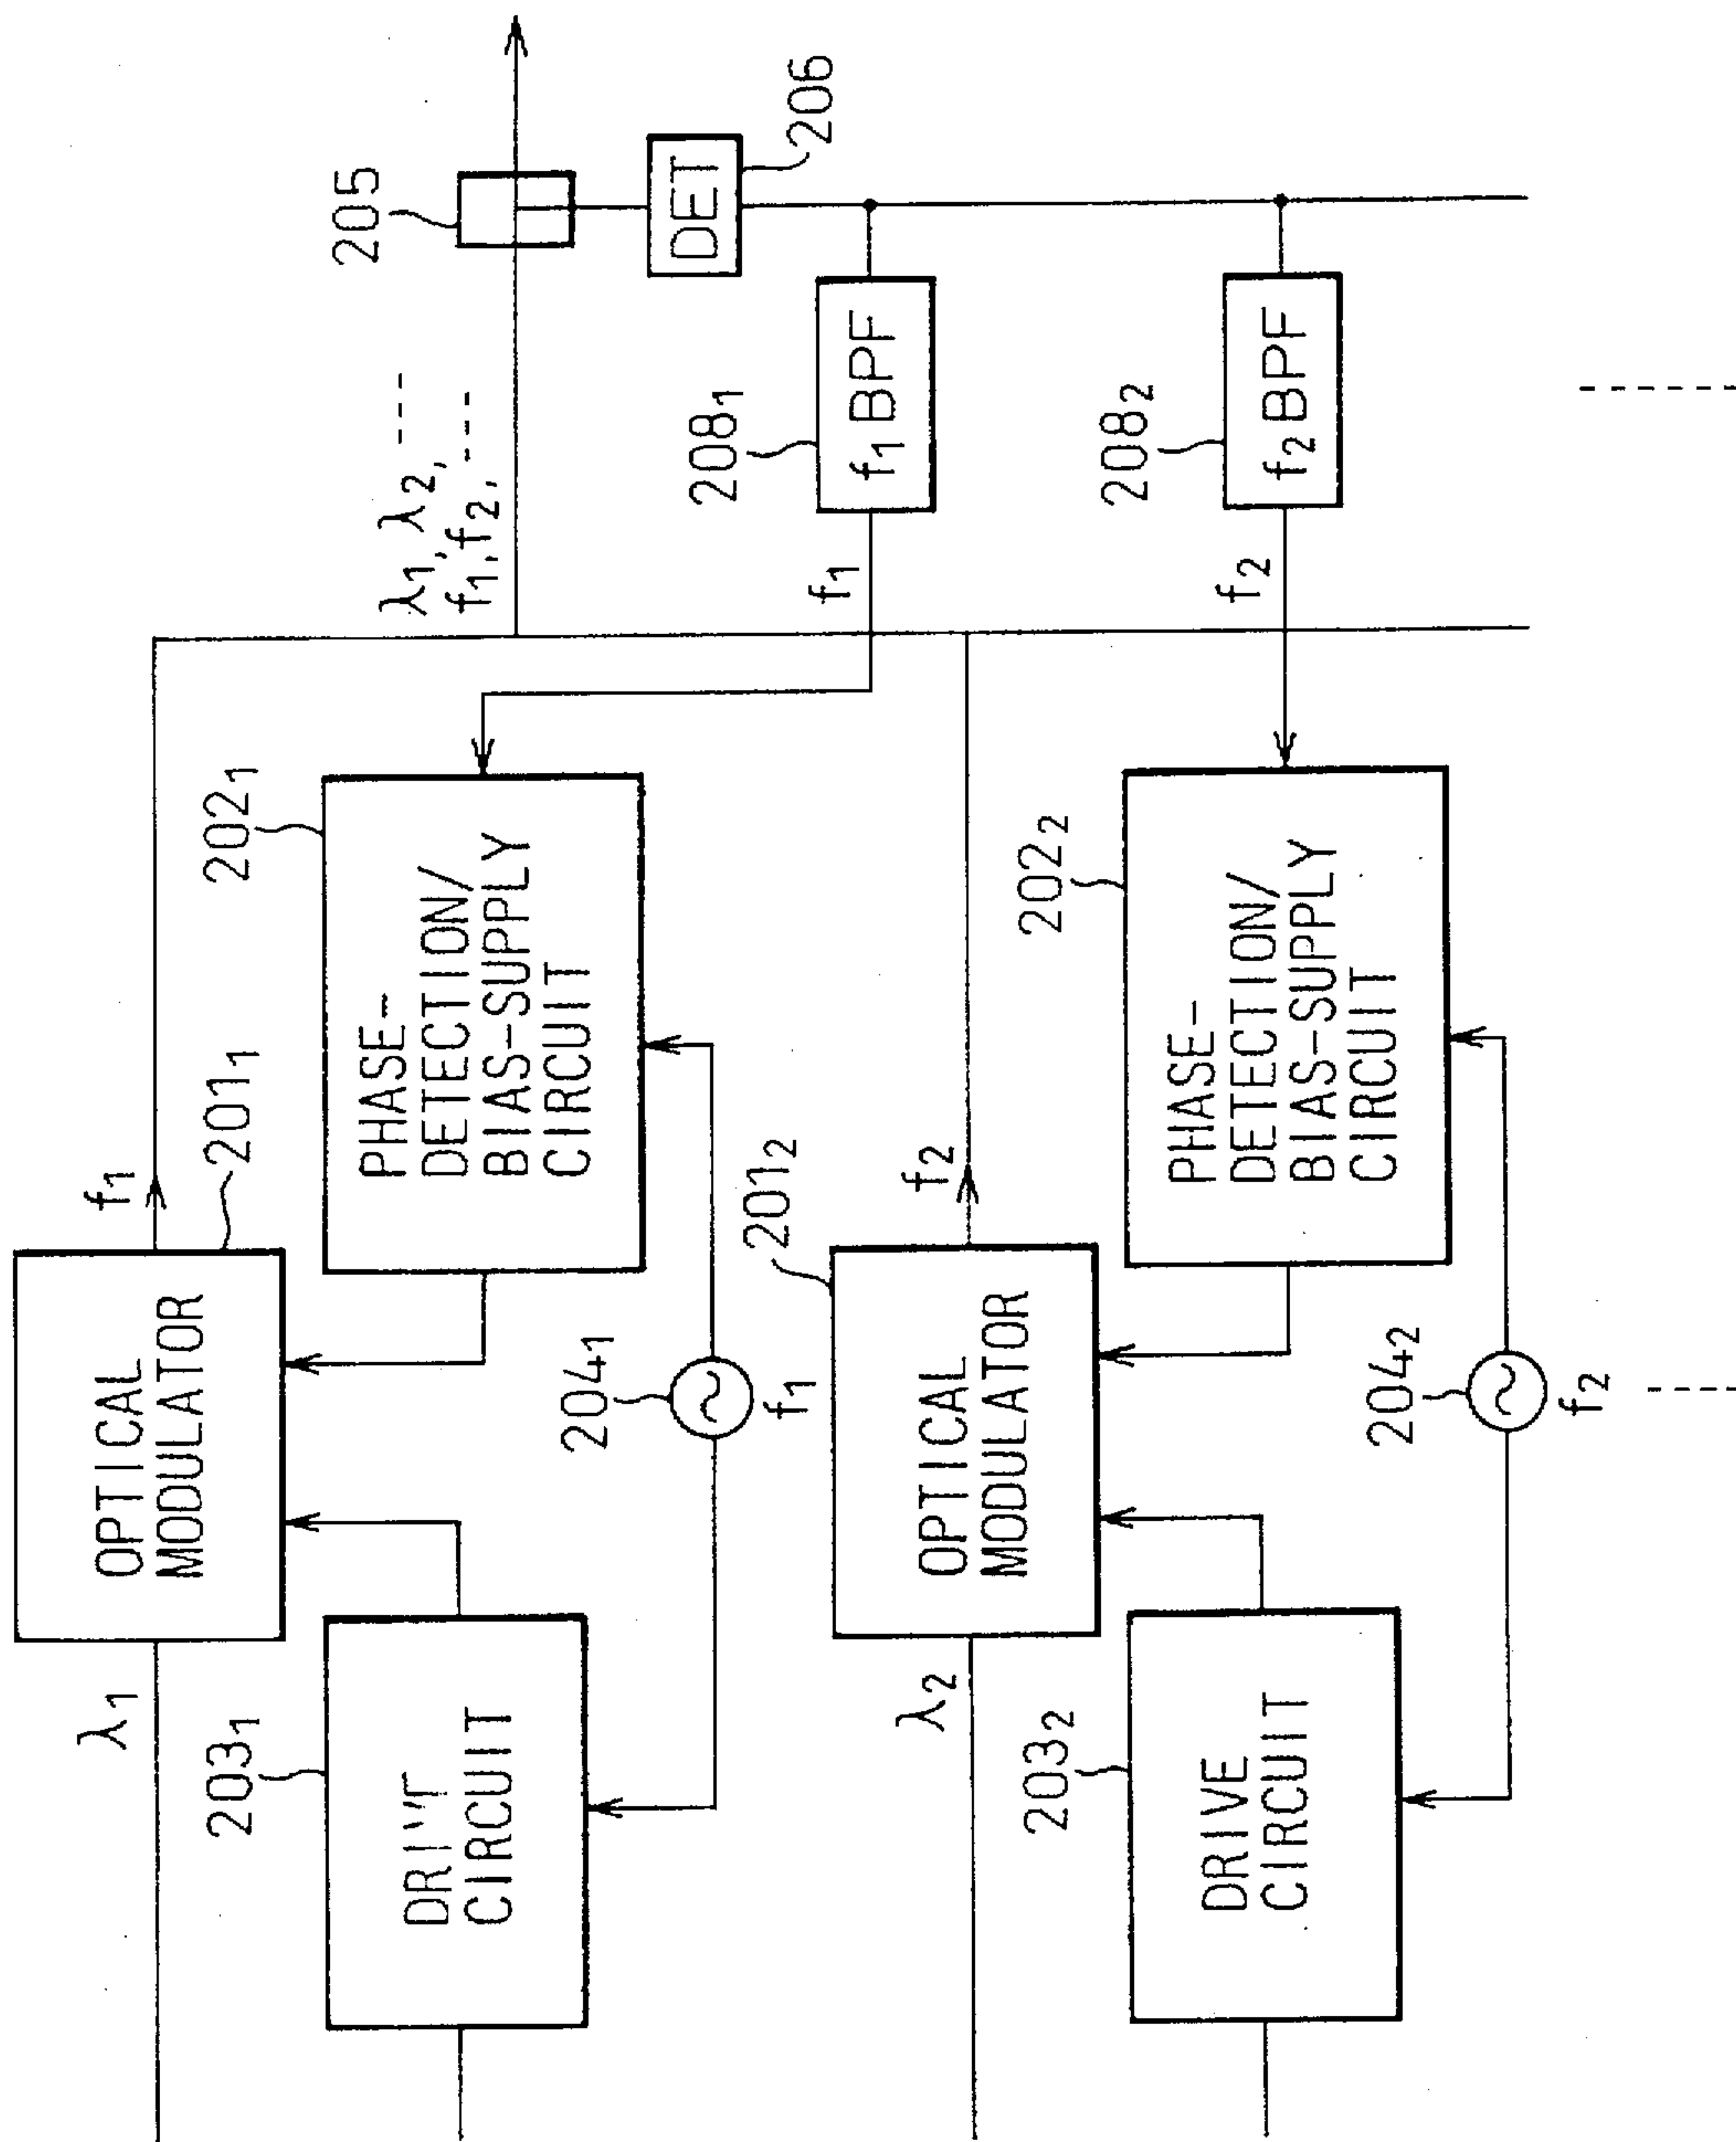 λ1
OPTICAL
MODULATOR
f1
201₁
203₁
CIRCUIT
202₁
PHASE-
DETECTION/
BIAS-SUPPLY
CIRCUIT
204₁
f1
205
λ1, λ2, ----
f1, f2, ----
DET
206
208₁
f1 BPF
f1
λ2
OPTICAL
MODULATOR
201₂
f2
203₂
DRIVE
CIRCUIT
202₂
PHASE-
DETECTION/
BIAS-SUPPLY
CIRCUIT
204₂
f2
208₂
f2 BPF
f2